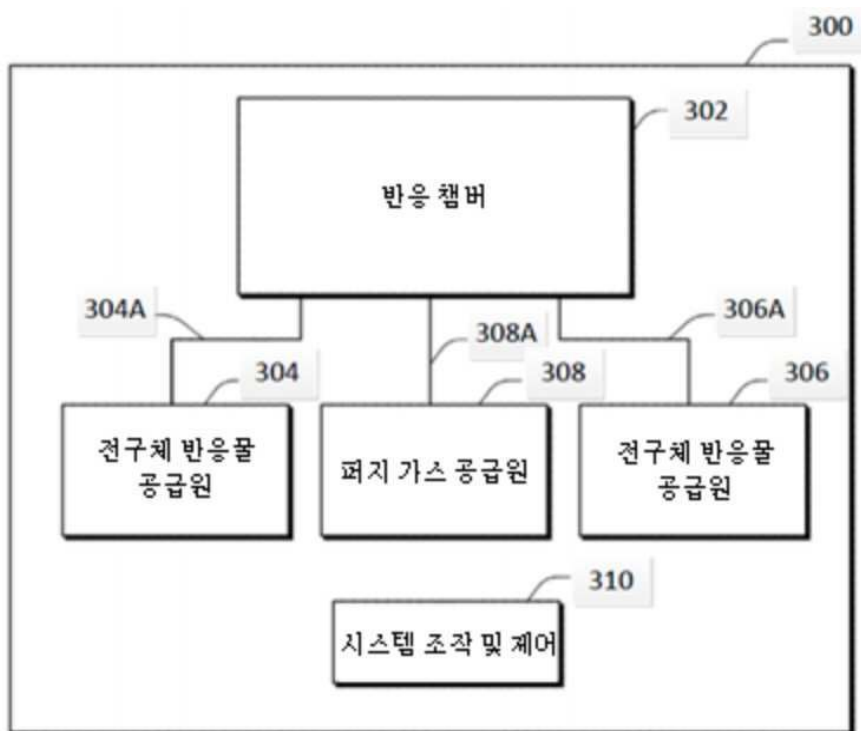 300
302
반응 챔버
304A
308A
306A
304
308
306
전구체 반응물
공급원
퍼지 가스 공급원
전구체 반응물
공급원
310
시스템 조작 및 제어